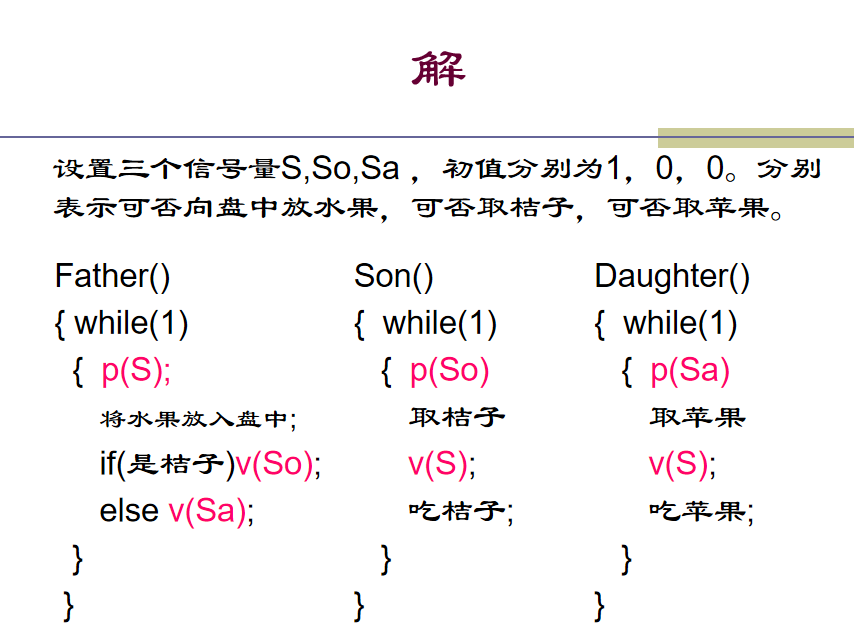 解
设置三个信号量S,So,Sa ，初值分别为1，0，0。分别
表示可否向盘中放水果，可否取桔子，可否取苹果。
Father()
{ while(1)
{ p(S);
将水果放入盘中;
if(是桔子)v(So);
else v(Sa);
}
}
Son()
{ while(1)
{ p(So)
取桔子
v(S);
吃桔子;
}
}
Daughter()
{ while(1)
{ p(Sa)
取苹果
v(S);
吃苹果;
}
}